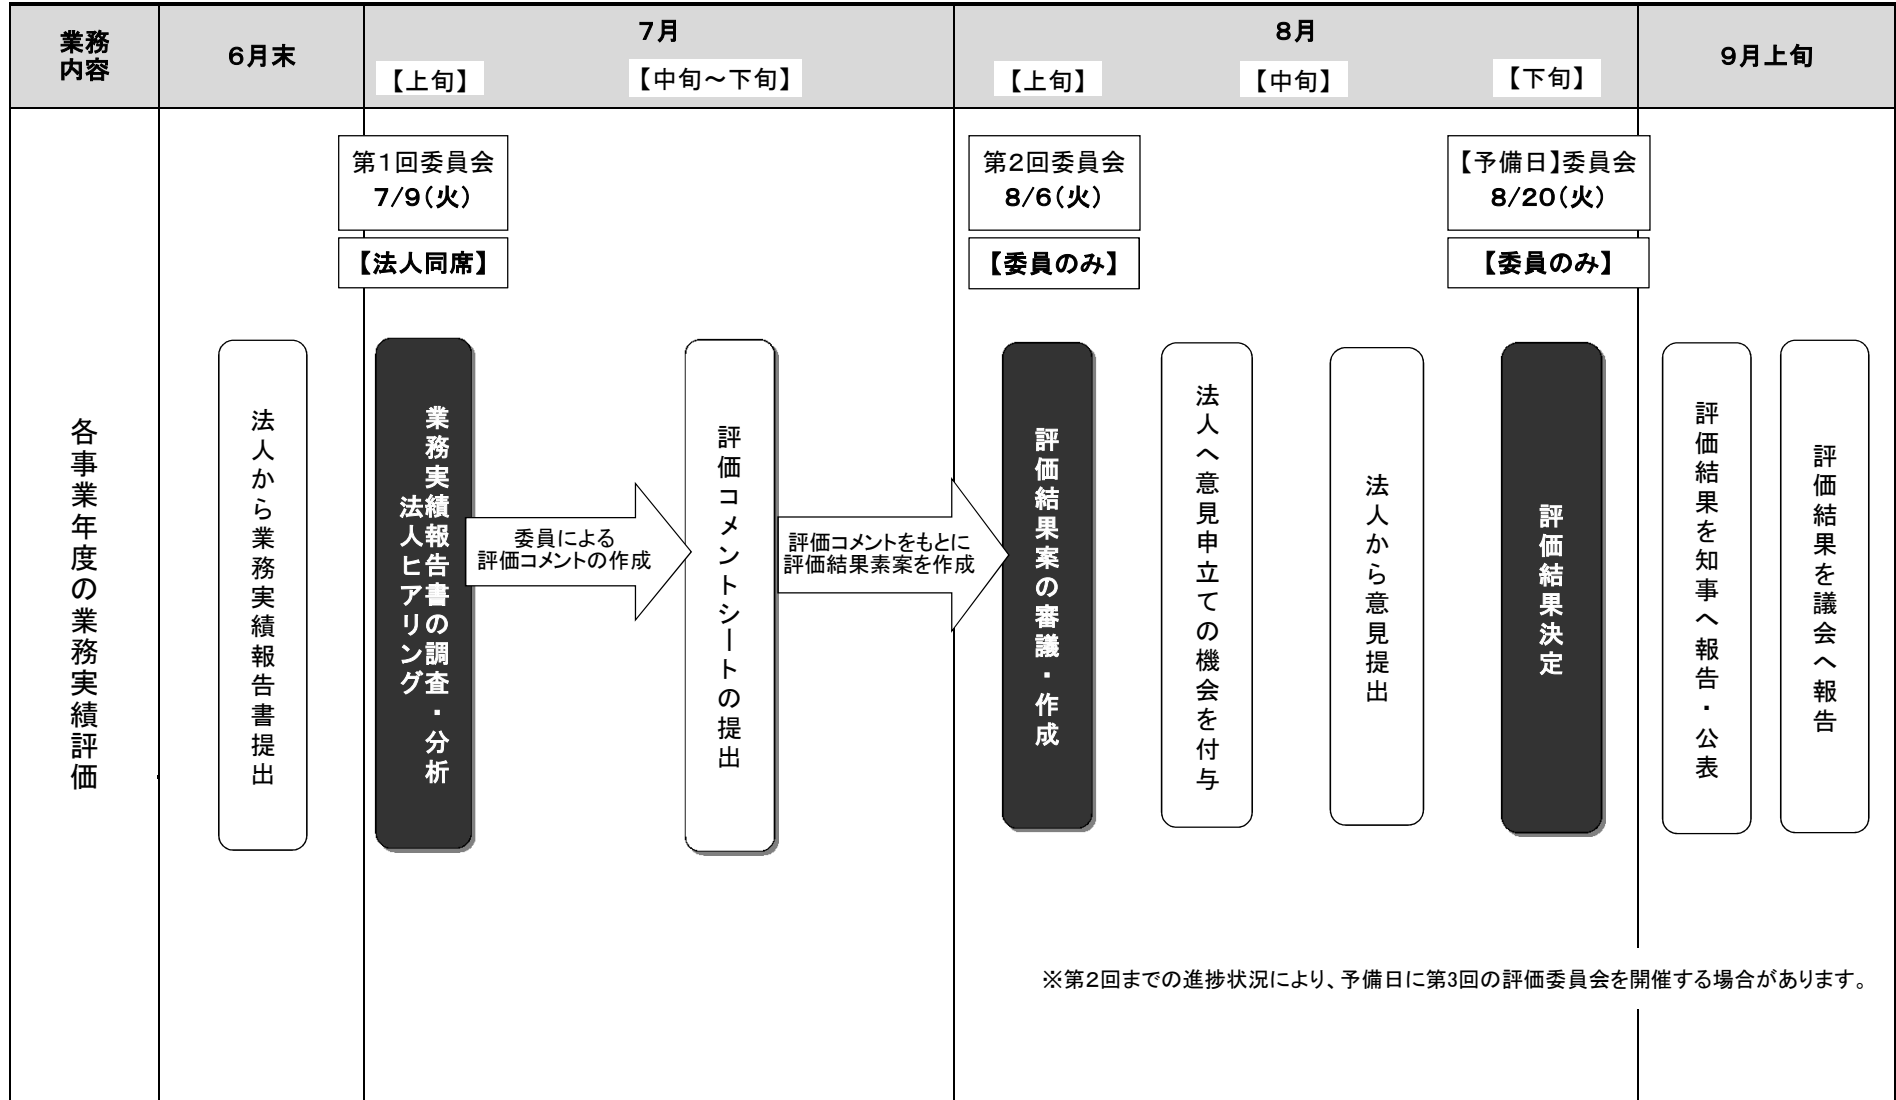 業務
内容
６月末
７月
【上旬】
【中旬～下旬】
８月
【上旬】
【中旬】
【下旬】
９月上旬
第１回委員会
７/９（火）
【法人同席】
第２回委員会
８/６（火）
【委員のみ】
【予備日】委員会
８/２０（火）
【委員のみ】
各事業年度の業務実績評価
法人から業務実績報告書提出
業務実績報告書の調査・分析
法人ヒアリング
委員による
評価コメントの作成
評価コメントシートの提出
評価コメントをもとに
評価結果素案を作成
評価結果案の審議・作成
法人へ意見申立ての機会を付与
法人から意見提出
評価結果決定
評価結果を知事へ報告・公表
評価結果を議会へ報告
※第２回までの進捗状況により、予備日に第3回の評価委員会を開催する場合があります。